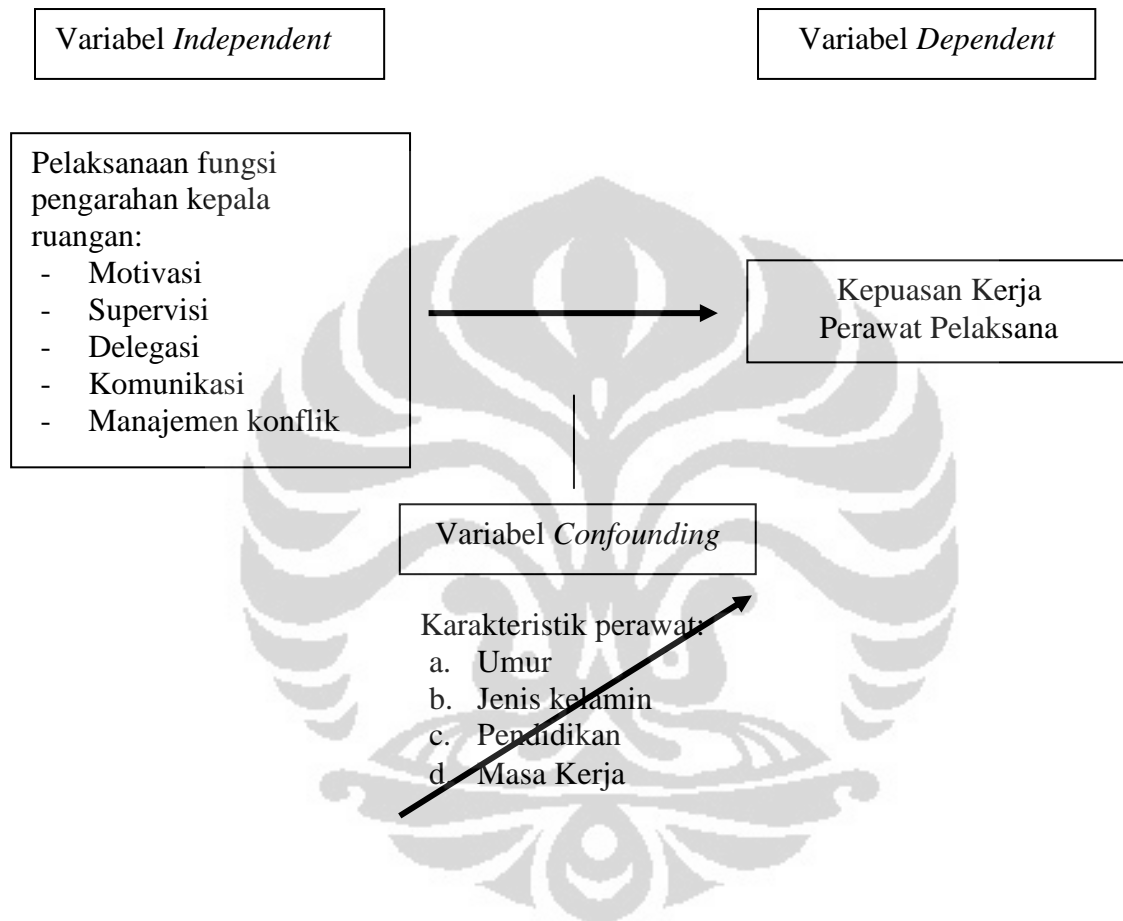 Variabel Independent
Variabel Dependent
Pelaksanaan fungsi
pengarahan kepala
ruangan:
- Motivasi
- Supervisi
- Delegasi
- Komunikasi
- Manajemen konflik
Kepuasan Kerja
Perawat Pelaksana
Variabel Confounding
Karakteristik perawat:
a. Umur
b. Jenis kelamin
c. Pendidikan
d. Masa Kerja